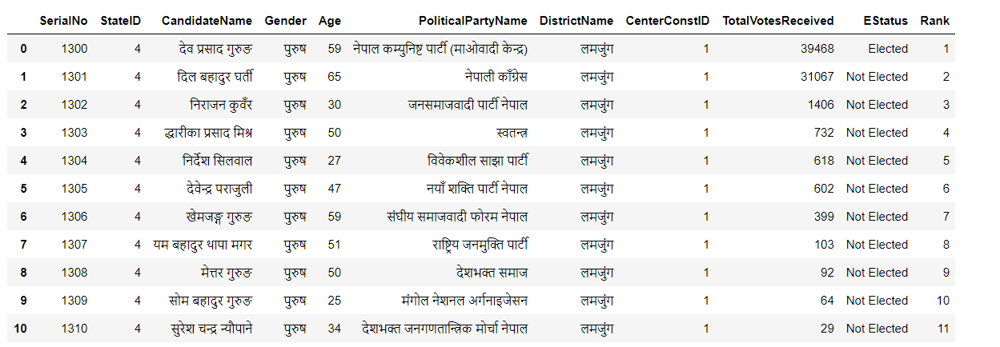 SerialNo StateID CandidateName Gender Age PoliticalPartyName DistrictName CenterConstID TotalVotesReceived EStatus Rank
0 1300 4 देव प्रसाद गुरुङ पुरुष 59 नेपाल कम्युनिष्ट पार्टी (माओवादी केन्द्र) लमजुंग 1 39468 Elected 1
1 1301 4 दिल बहादुर घर्ती पुरुष 65 नेपाली काँग्रेस लमजुंग 1 31067 Not Elected 2
2 1302 4 निराजन कुवँर पुरुष 30 जनसमाजवादी पार्टी नेपाल लमजुंग 1 1406 Not Elected 3
3 1303 4 द्धारीका प्रसाद मिश्र पुरुष 50 स्वतन्त्र लमजुंग 1 732 Not Elected 4
4 1304 4 निर्देश सिलवाल पुरुष 27 विवेकशील साझा पार्टी लमजुंग 1 618 Not Elected 5
5 1305 4 देवेन्द्र पराजुली पुरुष 47 नयाँ शक्ति पार्टी नेपाल लमजुंग 1 602 Not Elected 6
6 1306 4 खेमजङ्ग गुरुङ पुरुष 59 संघीय समाजवादी फोरम नेपाल लमजुंग 1 399 Not Elected 7
7 1307 4 यम बहादुर थापा मगर पुरुष 51 राष्ट्रिय जनमुक्ति पार्टी लमजुंग 1 103 Not Elected 8
8 1308 4 मेत्तर गुरुङ पुरुष 50 देशभक्त समाज लमजुंग 1 92 Not Elected 9
9 1309 4 सोम बहादुर गुरुङ पुरुष 25 मंगोल नेशनल अर्गनाइजेसन लमजुंग 1 64 Not Elected 10
10 1310 4 सुरेश चन्द्र न्यौपाने पुरुष 34 देशभक्त जनगणतान्त्रिक मोर्चा नेपाल लमजुंग 1 29 Not Elected 11